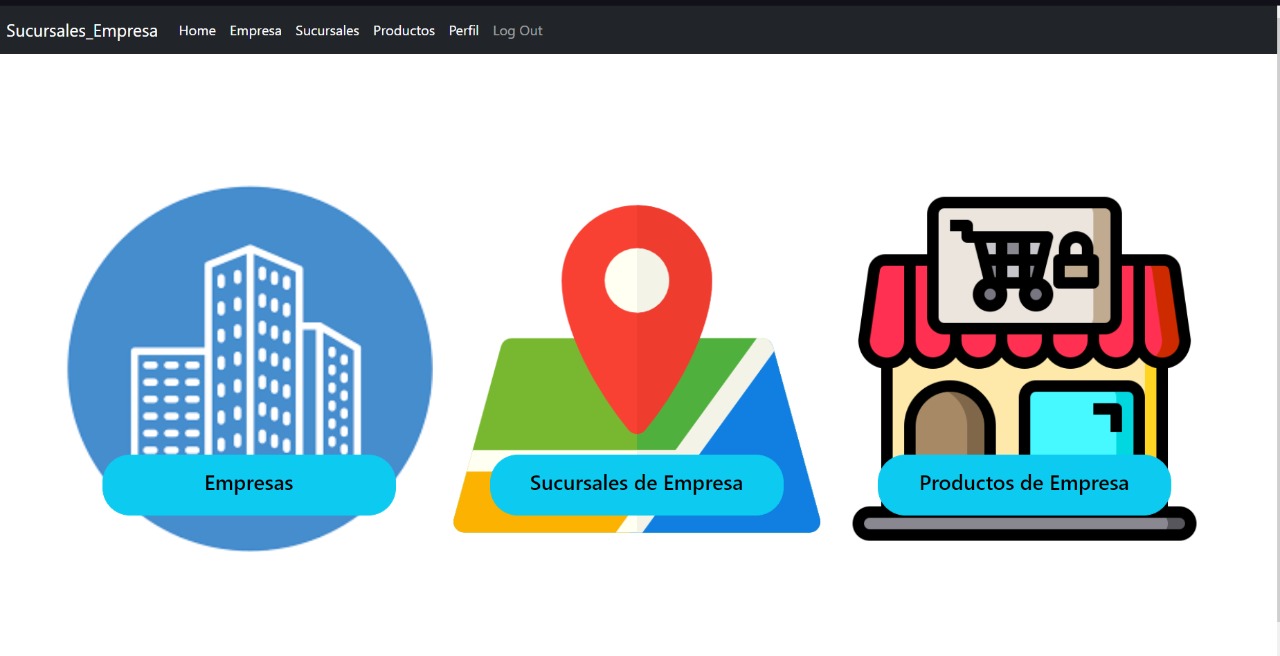 Sucursales_Empresa Home Empresa Sucursales Productos Perfil Log Out
Empresas
Sucursales de Empresa
Productos de Empresa